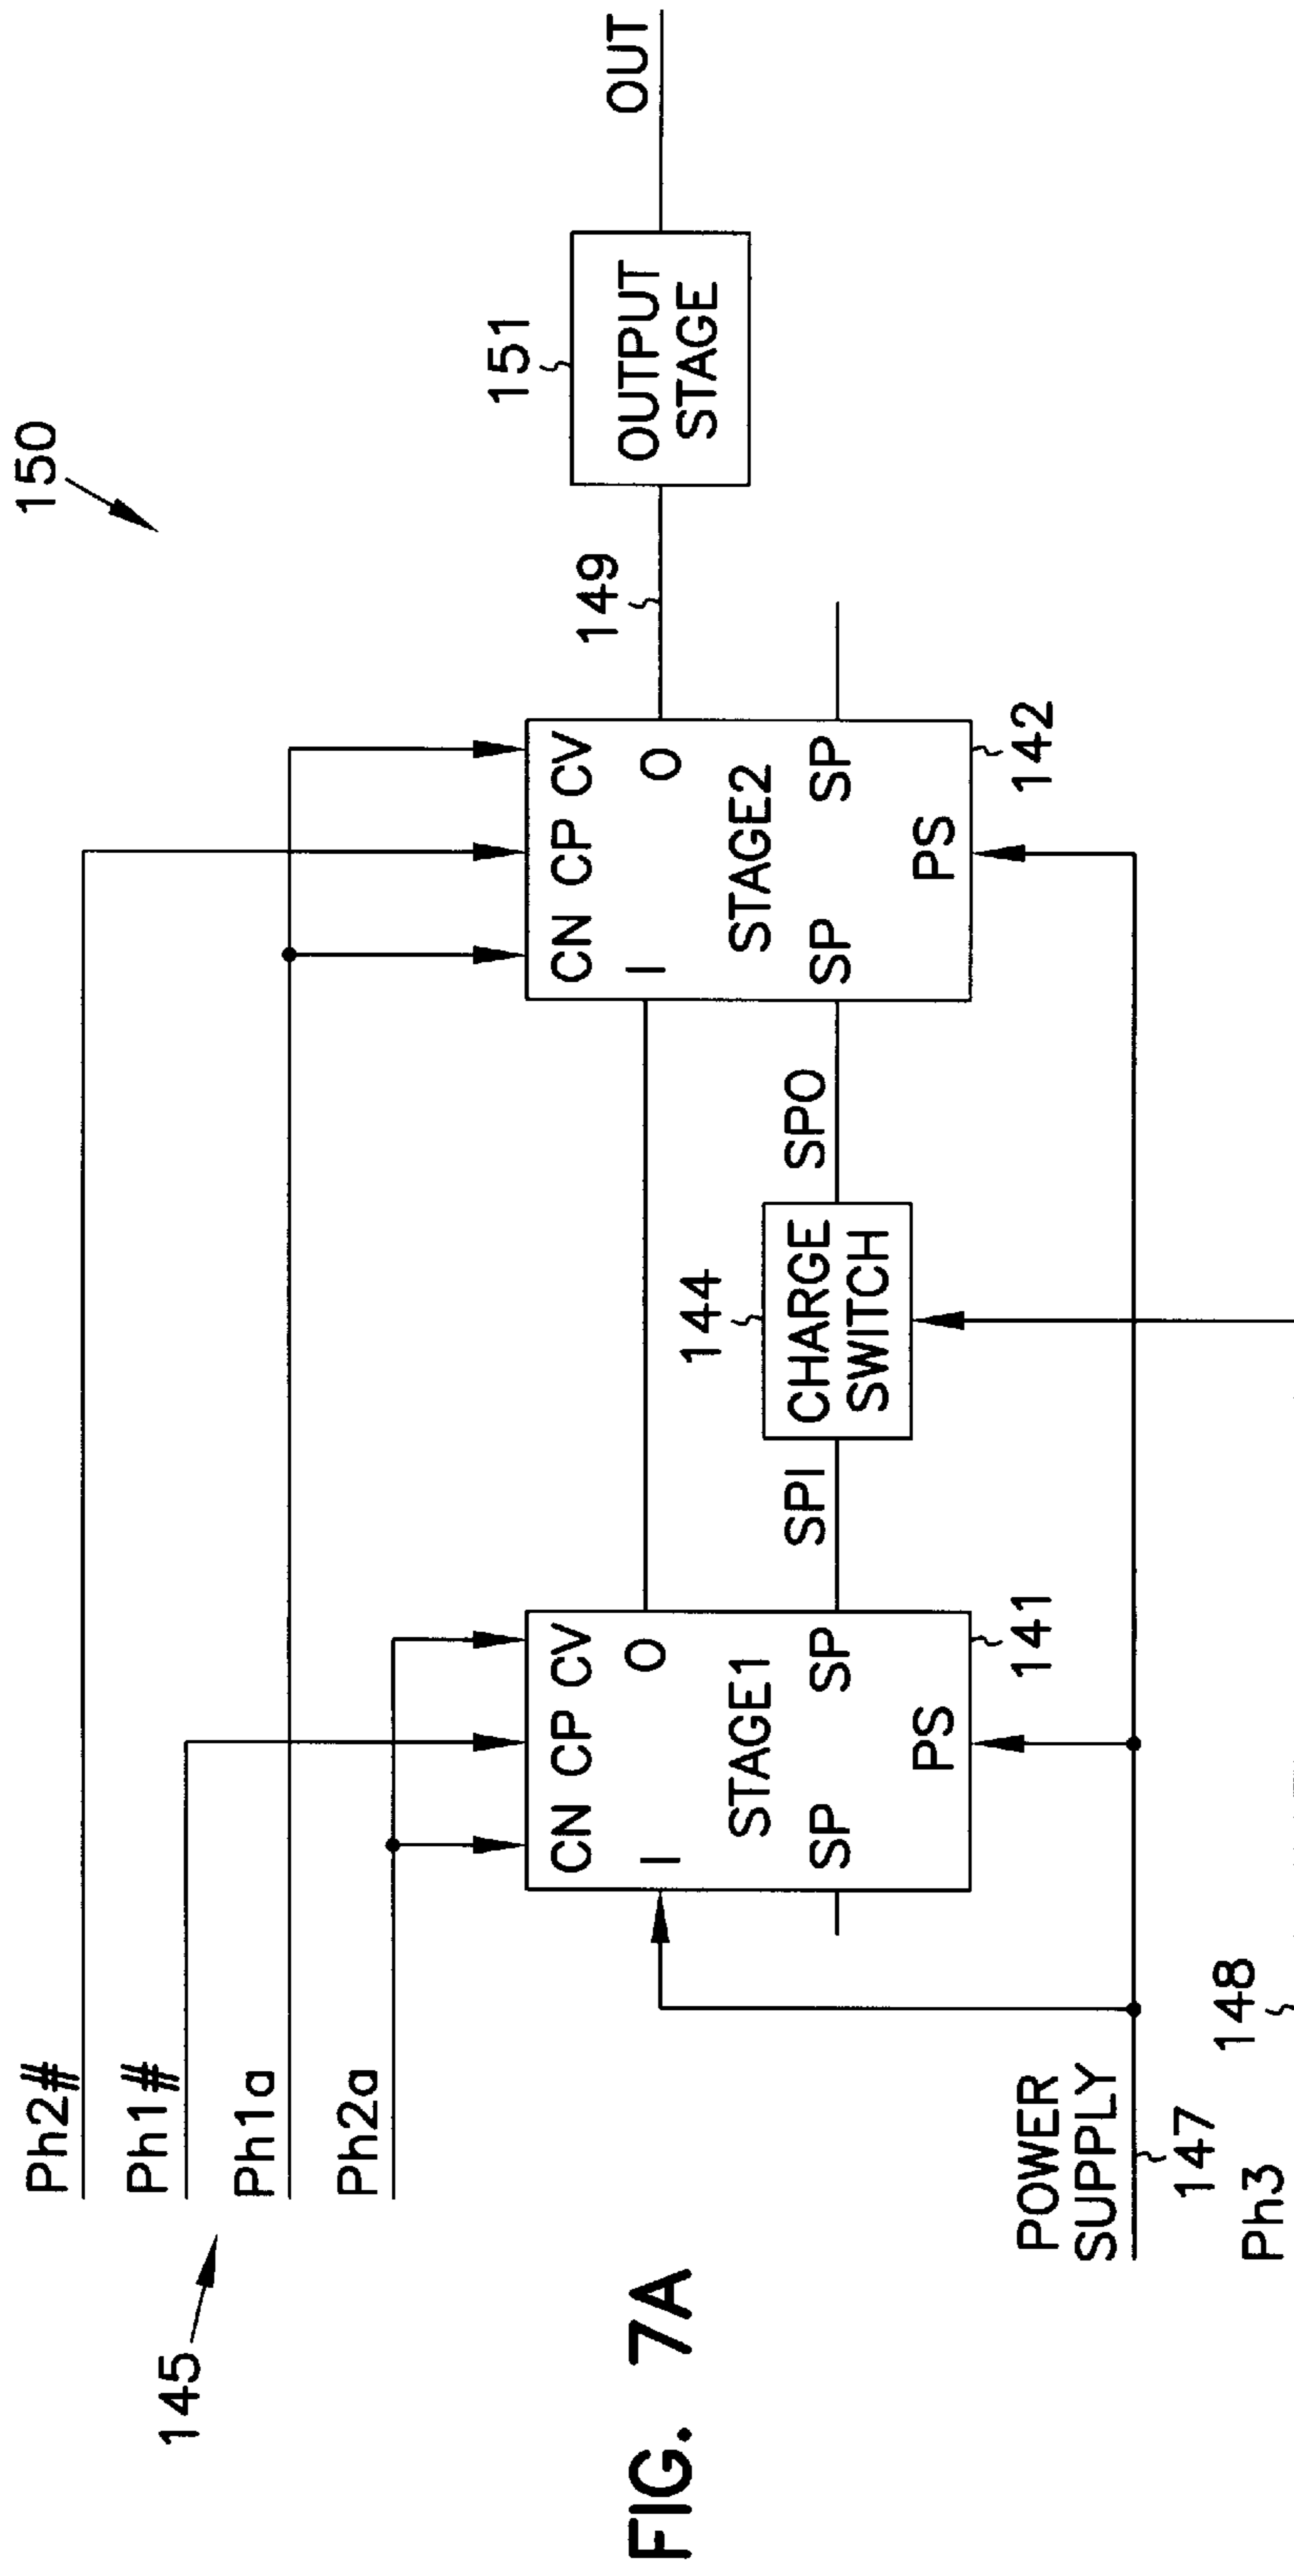 150
Ph2#
Ph1#
Ph1a
Ph2a
145
CN CP CV
I
O
STAGE1
SP
SP
PS
141
SPI
144
CHARGE
SWITCH
SPO
CN CP CV
I
O
STAGE2
SP
SP
PS
142
149
151
OUTPUT
STAGE
OUT
POWER
SUPPLY
147
148
Ph3
FIG. 7A